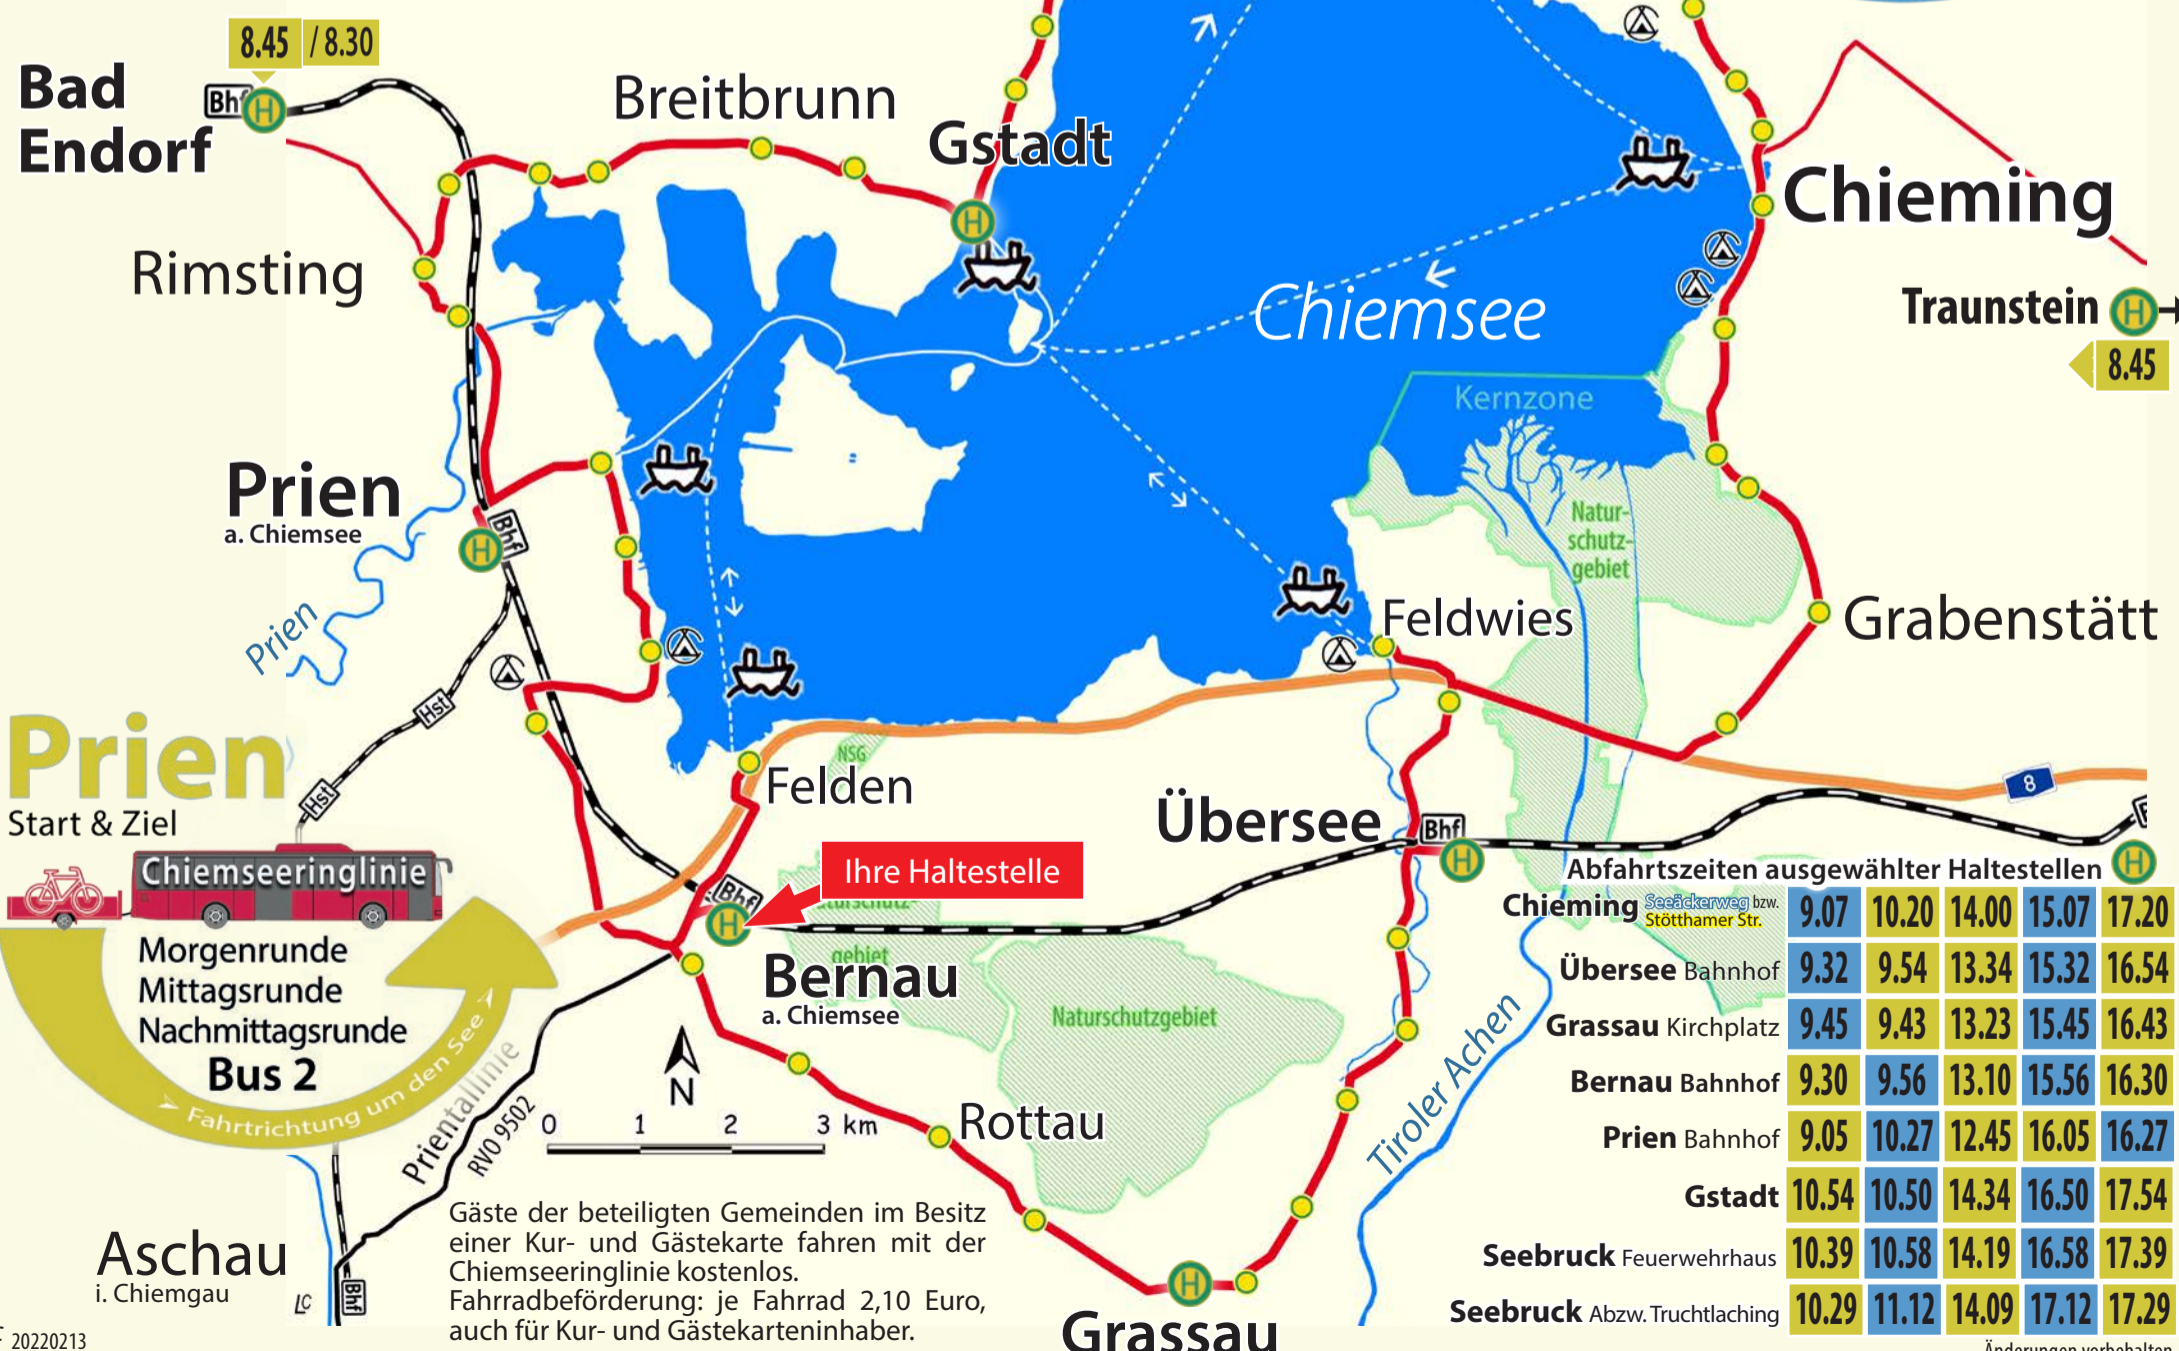 8.45 / 8.30
Bad
Endorf
Bhf
H
Breitbrunn
Gstadt
H
Rimsting
Chieming
Chiemsee
Traunstein H
8.45
Kernzone
Prien
a. Chiemsee
Bhf
H
Natur-
schutz-
gebiet
Prien
Feldwies
Grabenstätt
Hst
Hst
NSG
Felden
8
Übersee
Bhf
H
Prien
Start & Ziel
Chiemseeringlinie
Morgenrunde
Mittagsrunde
Nachmittagsrunde
Bus 2
Fahrtrichtung um den See
Ihre Haltestelle
Bhf
H
gebiet
Bernau
a. Chiemsee
Naturschutzgebiet
N
0 1 2 3 km
Prientallinie
Prientallinie
RVO 9502
Rottau
Tiroler Achen
Aschau
i. Chiemgau
LC
Bhf
Gäste der beteiligten Gemeinden im Besitz
einer Kur- und Gästekarte fahren mit der
Chiemseeringlinie kostenlos.
Fahrradbeförderung: je Fahrrad 2,10 Euro,
auch für Kur- und Gästekarteninhaber.
H
Grassau
Abfahrtszeiten ausgewählter Haltestellen H
Chieming Seeäckerweg bzw. Stötthamer Str. 9.07 10.20 14.00 15.07 17.20
Übersee Bahnhof 9.32 9.54 13.34 15.32 16.54
Grassau Kirchplatz 9.45 9.43 13.23 15.45 16.43
Bernau Bahnhof 9.30 9.56 13.10 15.56 16.30
Prien Bahnhof 9.05 10.27 12.45 16.05 16.27
Gstadt 10.54 10.50 14.34 16.50 17.54
Seebruck Feuerwehrhaus 10.39 10.58 14.19 16.58 17.39
Seebruck Abzw. Truchtlaching 10.29 11.12 14.09 17.12 17.29
20220213
Änderungen vorbehalten